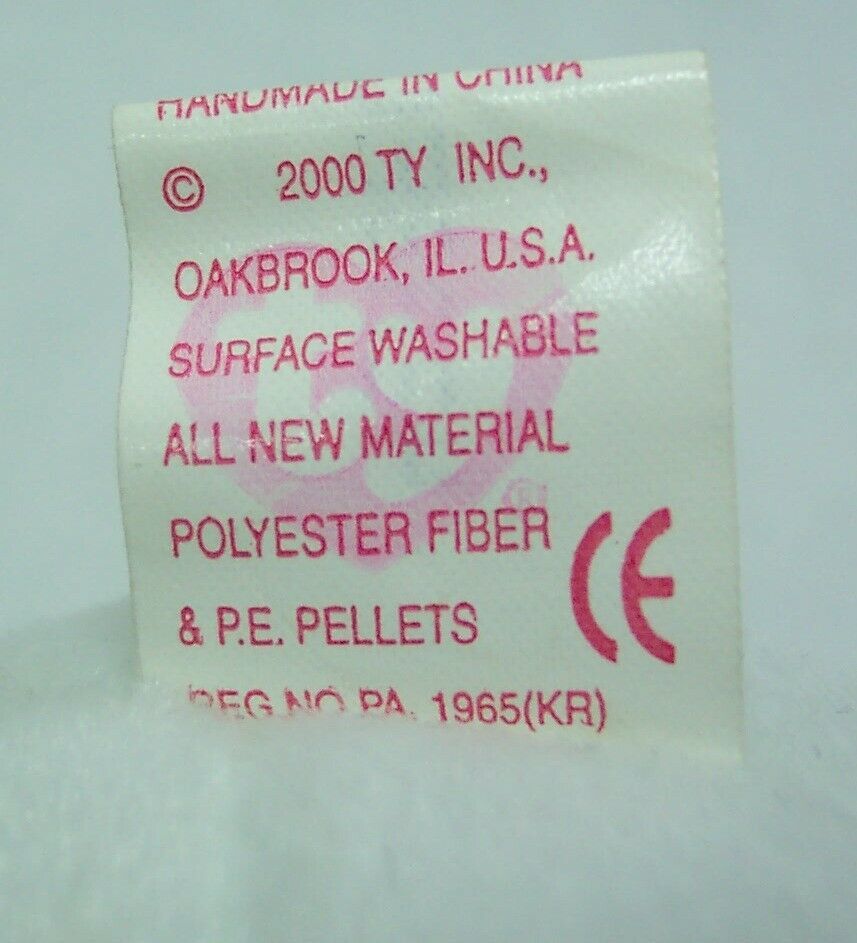 HANDMADE IN CHINA
© 2000 TY INC.,
OAKBROOK, IL. U.S.A.
SURFACE WASHABLE
ALL NEW MATERIAL
POLYESTER FIBER
& P.E. PELLETS
REG NO PA. 1965(KR)
CE
ty
®